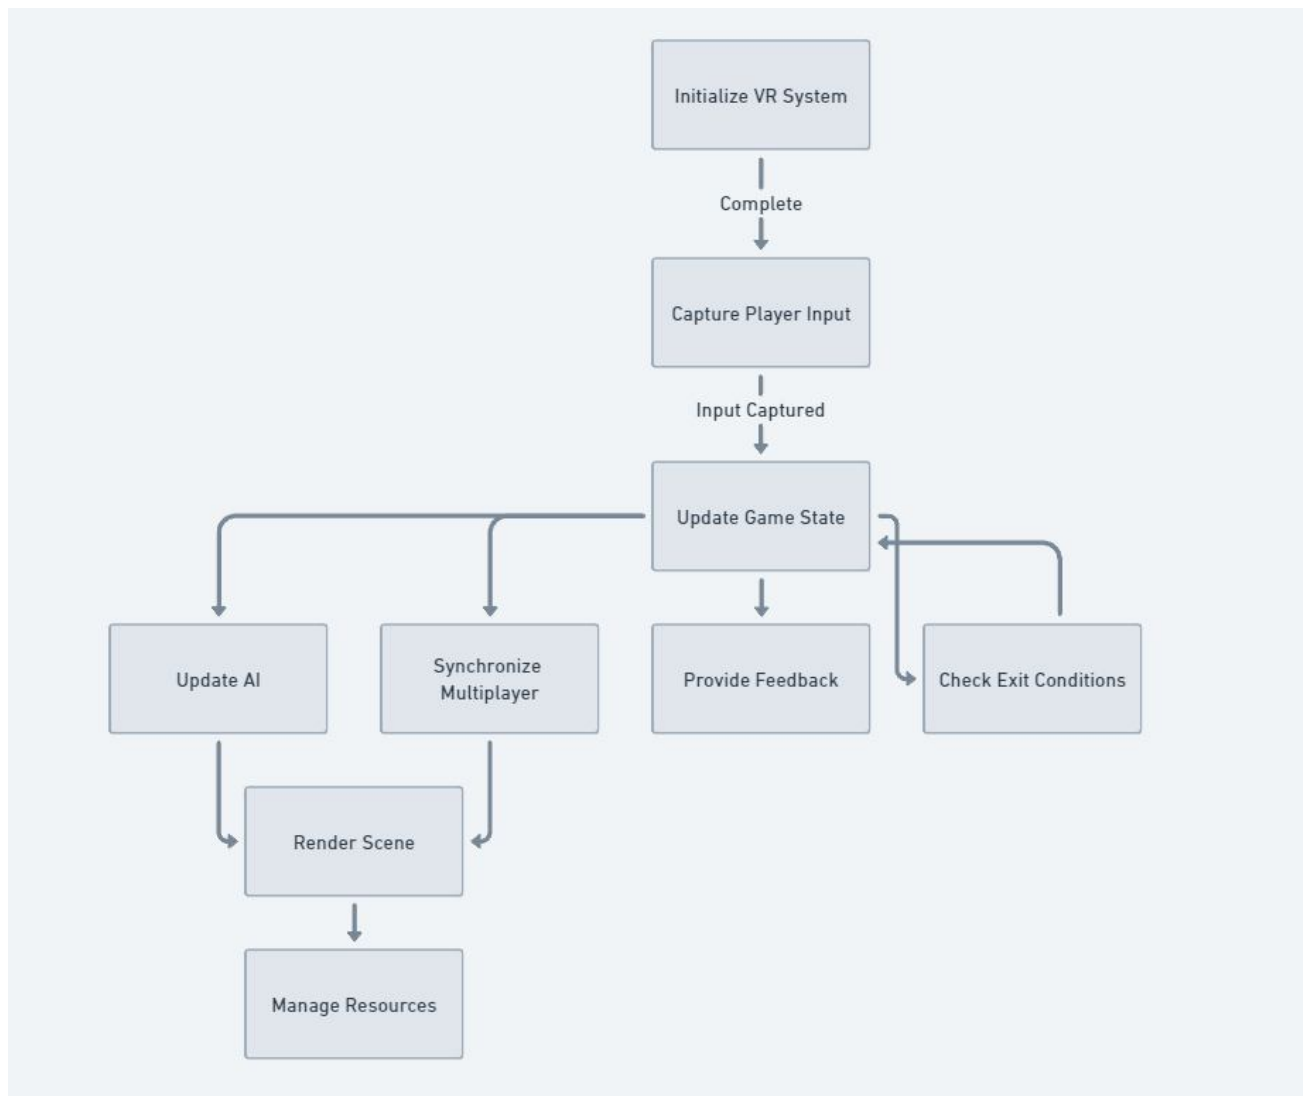 Initialize VR System
Complete
Capture Player Input
Input Captured
Update Game State
Update AI
Synchronize
Multiplayer
Provide Feedback
Check Exit Conditions
Render Scene
Manage Resources